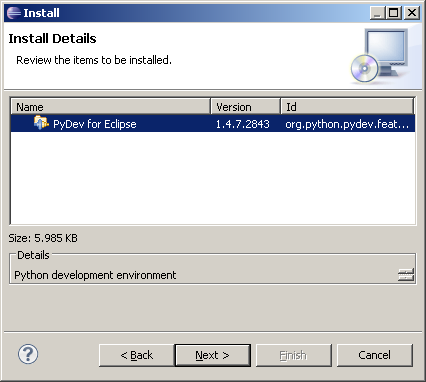 Install
Install Details
Review the items to be installed.
Name Version Id
PyDev for Eclipse 1.4.7.2843 org.python.pydev.feat...
Size: 5.985 KB
Details
Python development environment
? < Back Next > Finish Cancel